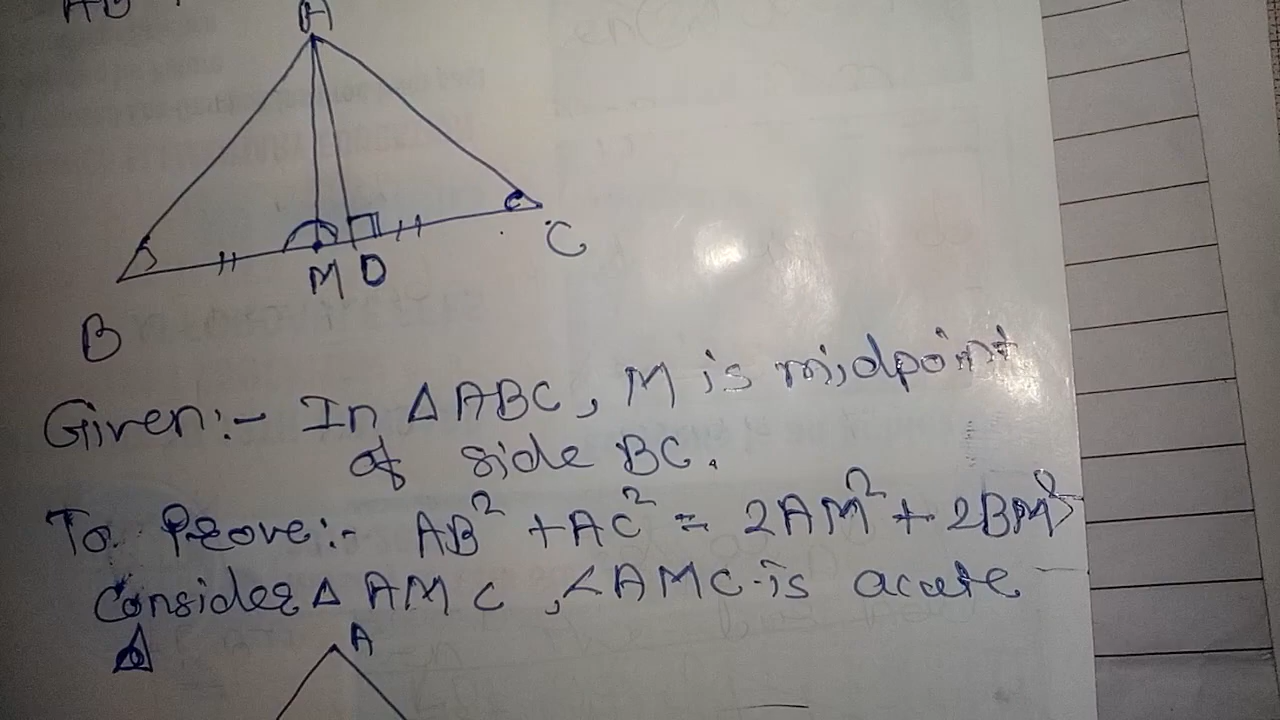 A
M D
C
B
Given:- In △ABC, M is midpoint
of side BC.
To Prove:- AB² + AC² = 2AM² + 2BM²
Consider △ AMC, <AMC is acute
A